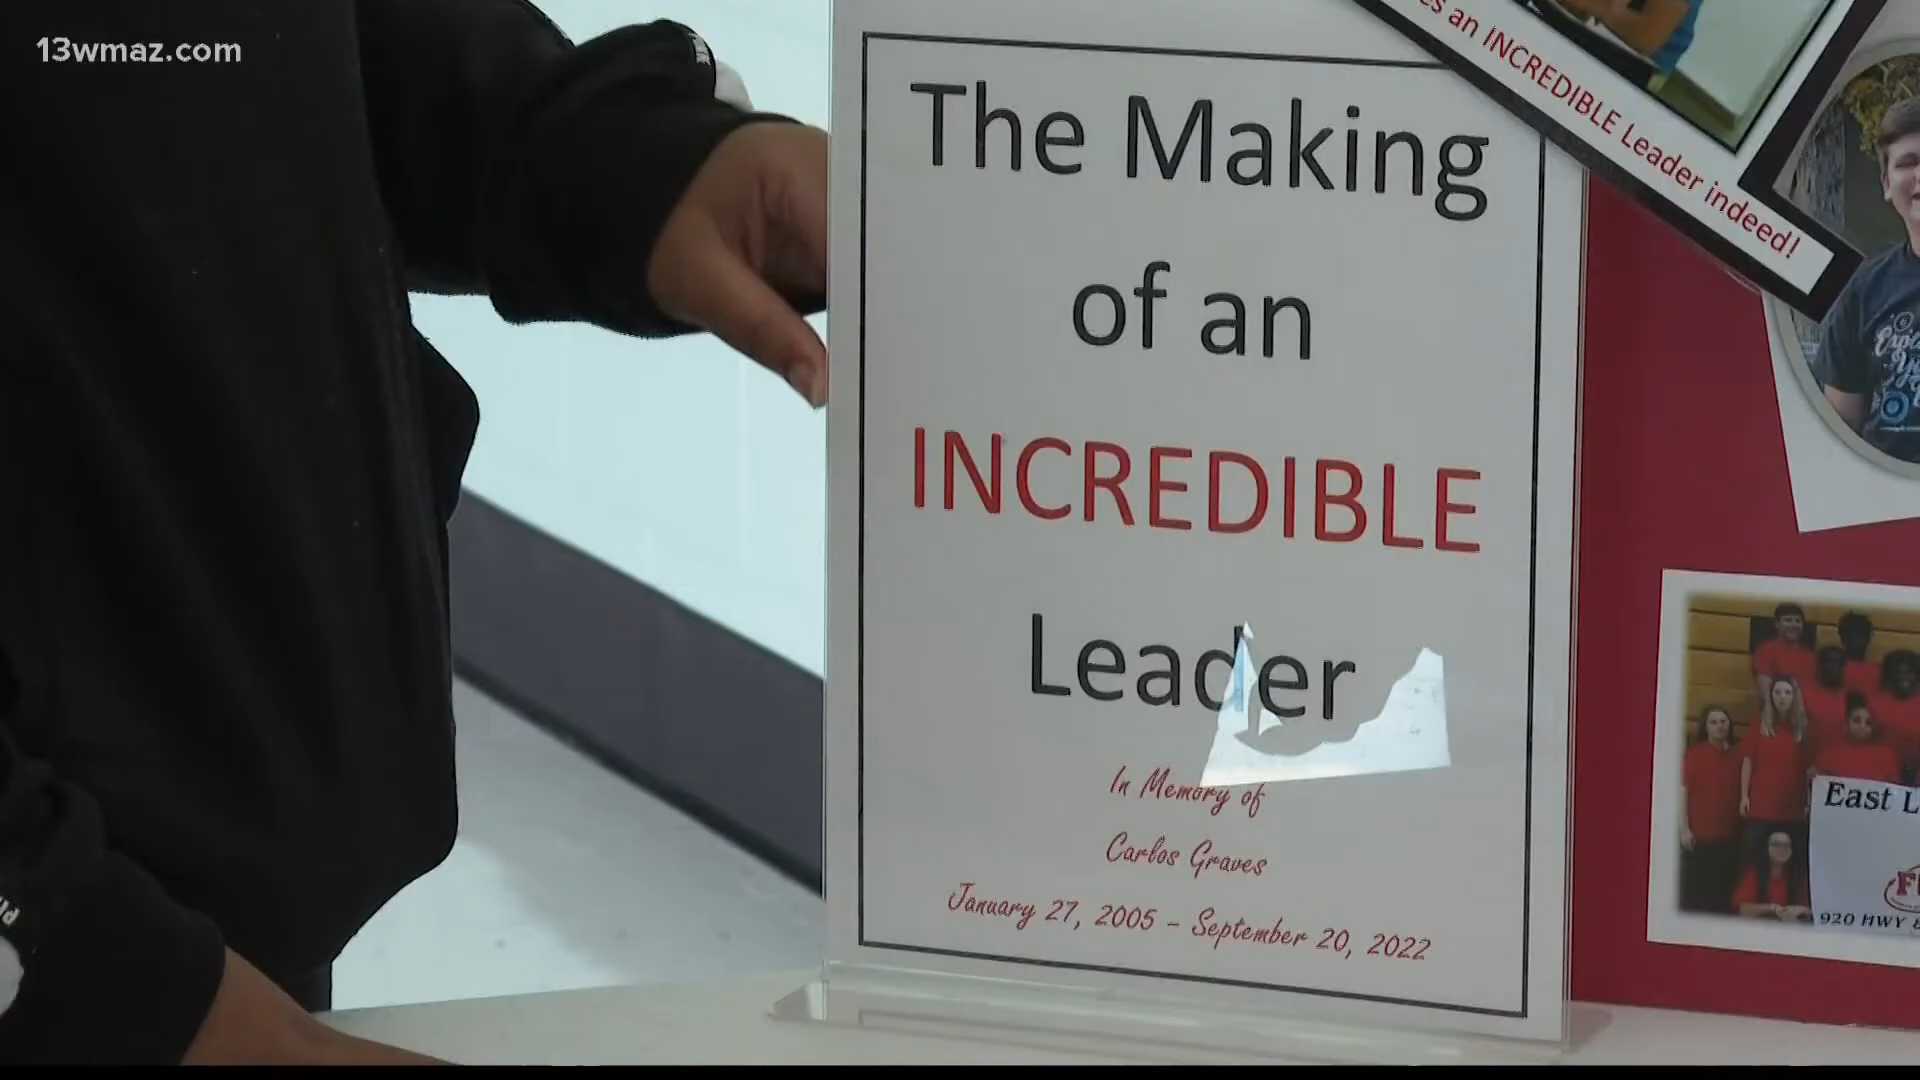 13wmaz.com
The Making
of an
INCREDIBLE
Leader
In Memory of
Carlos Graves
January 27, 2005 - September 20, 2022
an INCREDIBLE Leader indeed!
East
920 HWY